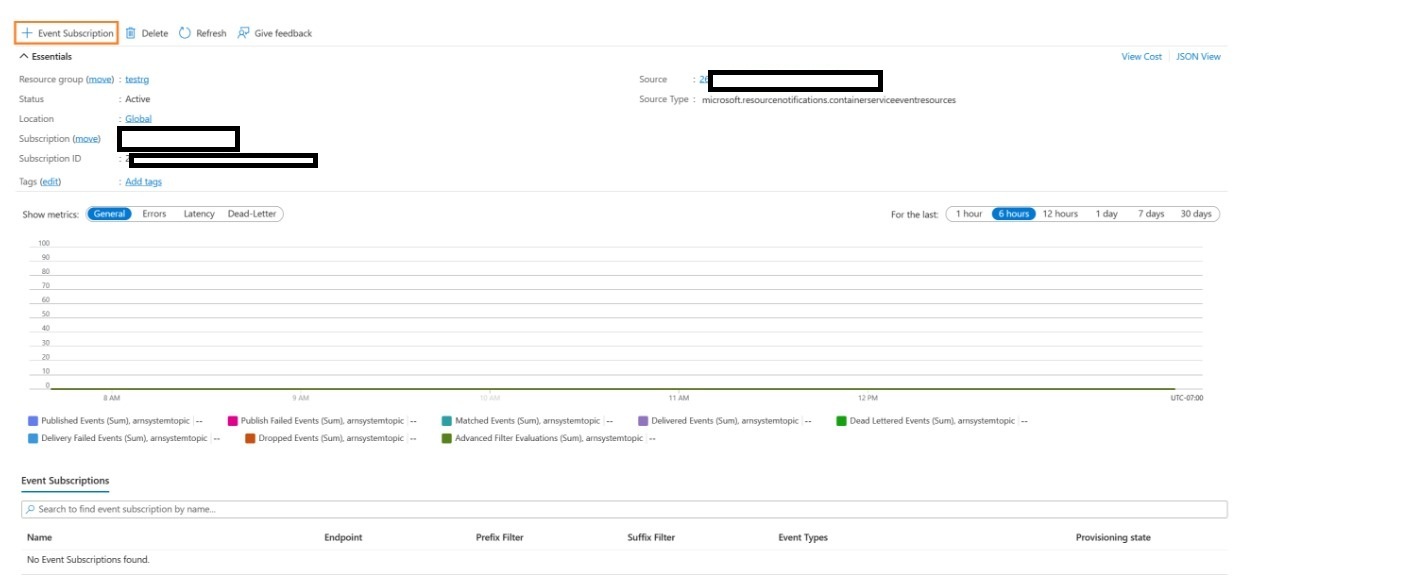 + Event Subscription Delete Refresh Give feedback
Essentials View Cost JSON View
Resource group (move) : testrg Source : 26
Status : Active Source Type : microsoft.resourcenotifications.containerserviceeventresources
Location : Global
Subscription (move)
Subscription ID : 2
Tags (edit) : Add tags
Show metrics: General Errors Latency Dead-Letter For the last: 1 hour 6 hours 12 hours 1 day 7 days 30 days
100
90
80
70
60
50
40
30
20
10
0
8 AM 9 AM 10 AM 11 AM 12 PM UTC-07:00
Published Events (Sum), arnsystemtopic -- Publish Failed Events (Sum), arnsystemtopic -- Matched Events (Sum), arnsystemtopic -- Delivered Events (Sum), arnsystemtopic -- Dead Lettered Events (Sum), arnsystemtopic --
Delivery Failed Events (Sum), arnsystemtopic -- Dropped Events (Sum), arnsystemtopic -- Advanced Filter Evaluations (Sum), arnsystemtopic --
Event Subscriptions
Search to find event subscription by name...
Name Endpoint Prefix Filter Suffix Filter Event Types Provisioning state
No Event Subscriptions found.